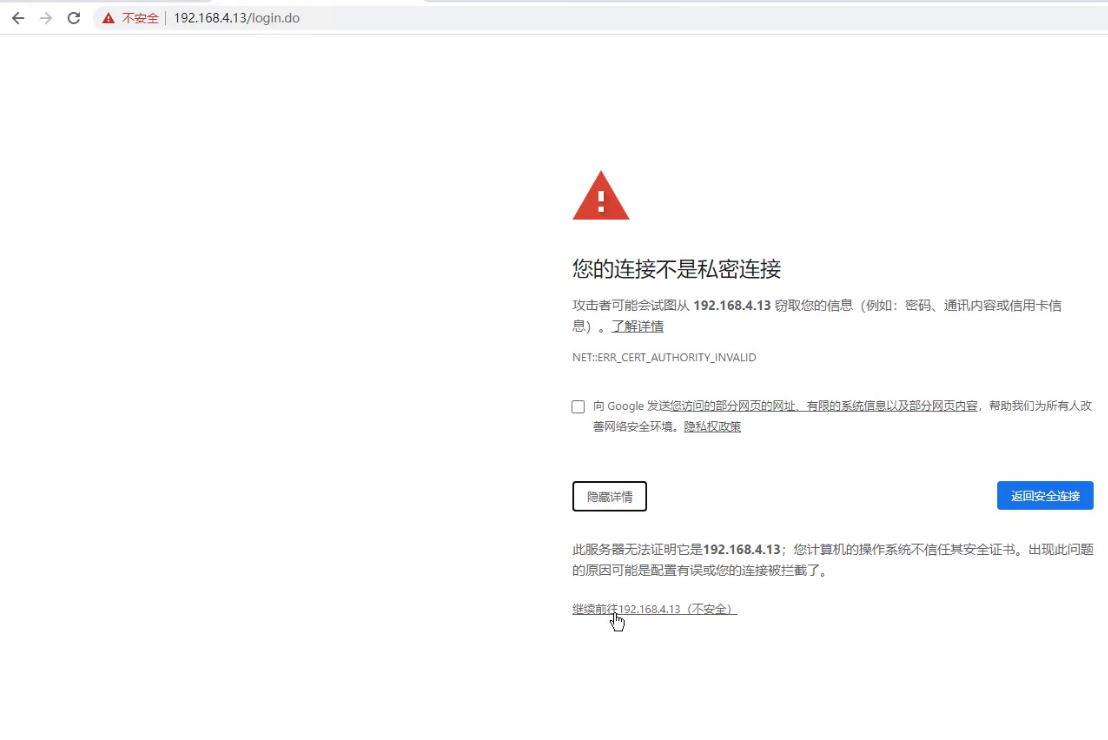 不安全 192.168.4.13/login.do
您的连接不是私密连接
攻击者可能会试图从 192.168.4.13 窃取您的信息（例如：密码、通讯内容或信用卡信
息）。了解详情
NET::ERR_CERT_AUTHORITY_INVALID
向 Google 发送您访问的部分网页的网址、有限的系统信息以及部分网页内容，帮助我们为所有人改
善网络安全环境。隐私权政策
隐藏详情 返回安全连接
此服务器无法证明它是192.168.4.13；您计算机的操作系统不信任其安全证书。出现此问题
的原因可能是配置有误或您的连接被拦截了。
继续前往192.168.4.13（不安全）